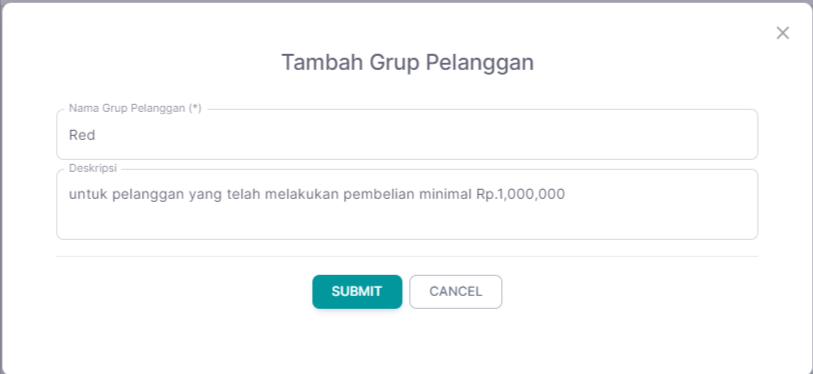 Tambah Grup Pelanggan
Nama Grup Pelanggan (*)
Red
Deskripsi
untuk pelanggan yang telah melakukan pembelian minimal Rp.1,000,000
SUBMIT
CANCEL